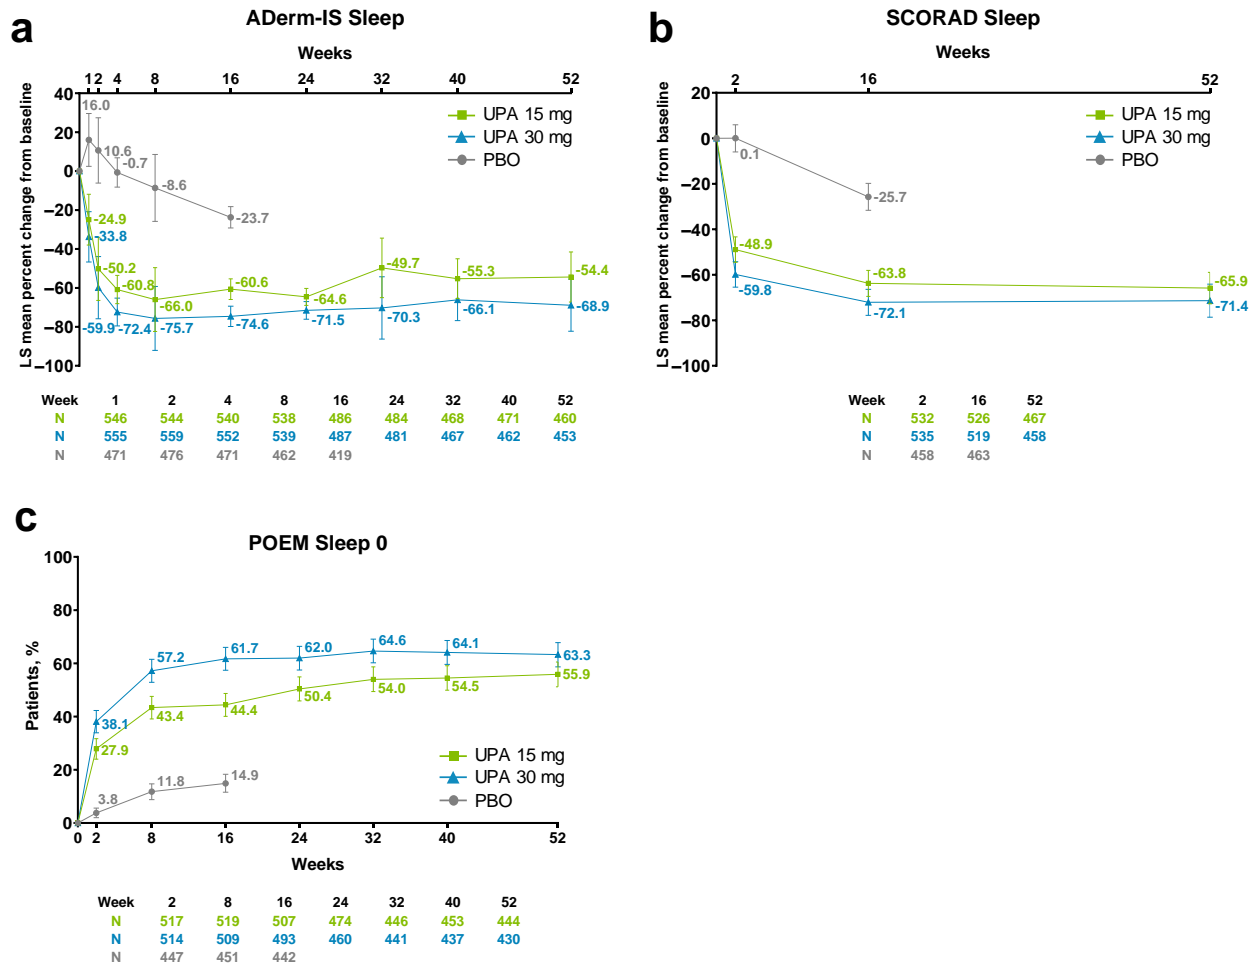 a
ADerm-IS Sleep
Weeks
1 2 4 8 16 24 32 40 52
LS mean percent change from baseline
40
20
0
–20
–40
–60
–80
–100
UPA 15 mg
UPA 30 mg
PBO
16.0
10.6
-0.7
-8.6
-23.7
-24.9
-33.8
-50.2
-60.8
-66.0
-60.6
-64.6
-49.7
-55.3
-54.4
-59.9
-72.4
-75.7
-74.6
-71.5
-70.3
-66.1
-68.9
Week 1 2 4 8 16 24 32 40 52
N 546 544 540 538 486 484 468 471 460
N 555 559 552 539 487 481 467 462 453
N 471 476 471 462 419
b
SCORAD Sleep
Weeks
2 16 52
LS mean percent change from baseline
20
0
–20
–40
–60
–80
–100
UPA 15 mg
UPA 30 mg
PBO
0.1
-25.7
-48.9
-63.8
-65.9
-59.8
-72.1
-71.4
Week 2 16 52
N 532 526 467
N 535 519 458
N 458 463
c
POEM Sleep 0
Patients, %
100
80
60
40
20
0
57.2
61.7
62.0
64.6
64.1
63.3
38.1
27.9
43.4
44.4
50.4
54.0
54.5
55.9
3.8
11.8
14.9
UPA 15 mg
UPA 30 mg
PBO
0 2 8 16 24 32 40 52
Weeks
Week 2 8 16 24 32 40 52
N 517 519 507 474 446 453 444
N 514 509 493 460 441 437 430
N 447 451 442